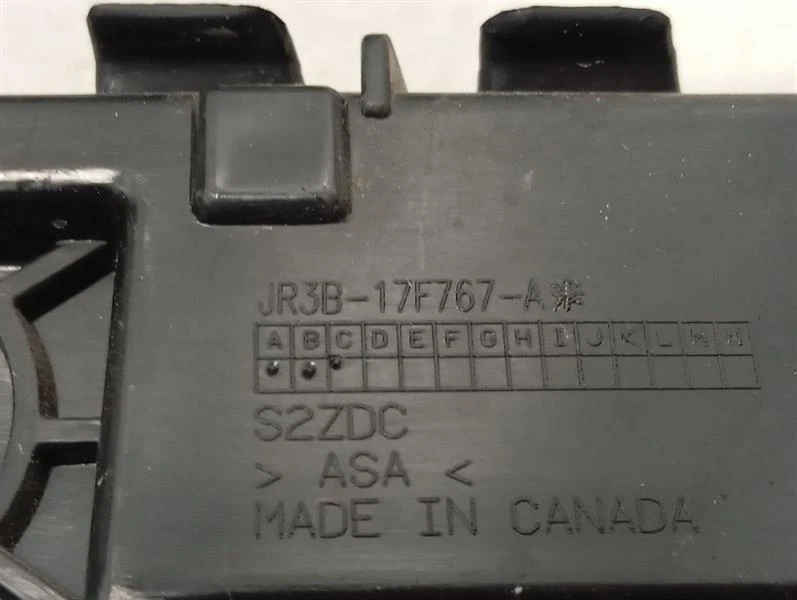 JR3B-17F767-A*
A B C D E F G H I J K L M M
S2ZDC
> ASA <
MADE IN CANADA